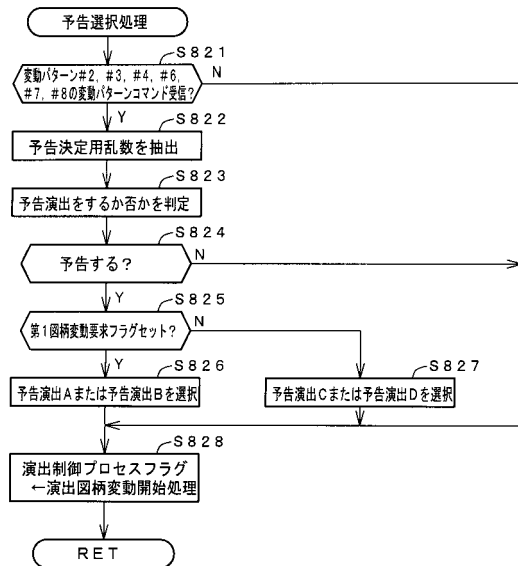 予告選択処理
S821
変動パターン#2、#3、#4、#6、
#7、#8の変動パターンコマンド受信?
N
Y
S822
予告決定用乱数を抽出
S823
予告演出をするか否かを判定
S824
予告する?
N
Y
S825
第1図柄変動要求フラグセット?
N
Y
S826
予告演出Aまたは予告演出Bを選択
S827
予告演出Cまたは予告演出Dを選択
S828
演出制御プロセスフラグ
←演出図柄変動開始処理
RET